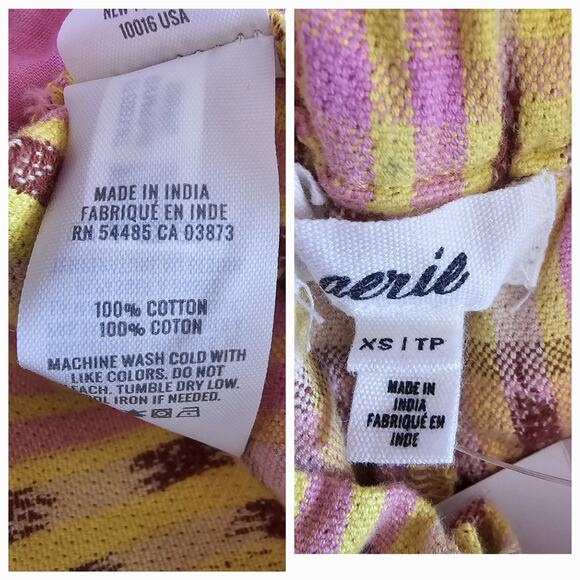 10016 USA
MADE IN INDIA
FABRIQUÉ EN INDE
RN 54485 CA 03873
100% COTTON
100% COTON
MACHINE WASH COLD WITH
LIKE COLORS. DO NOT
TUMBLE DRY LOW.
IRON IF NEEDED.
aerie
XS | TP
MADE IN
INDIA
FABRIQUÉ EN
INDE